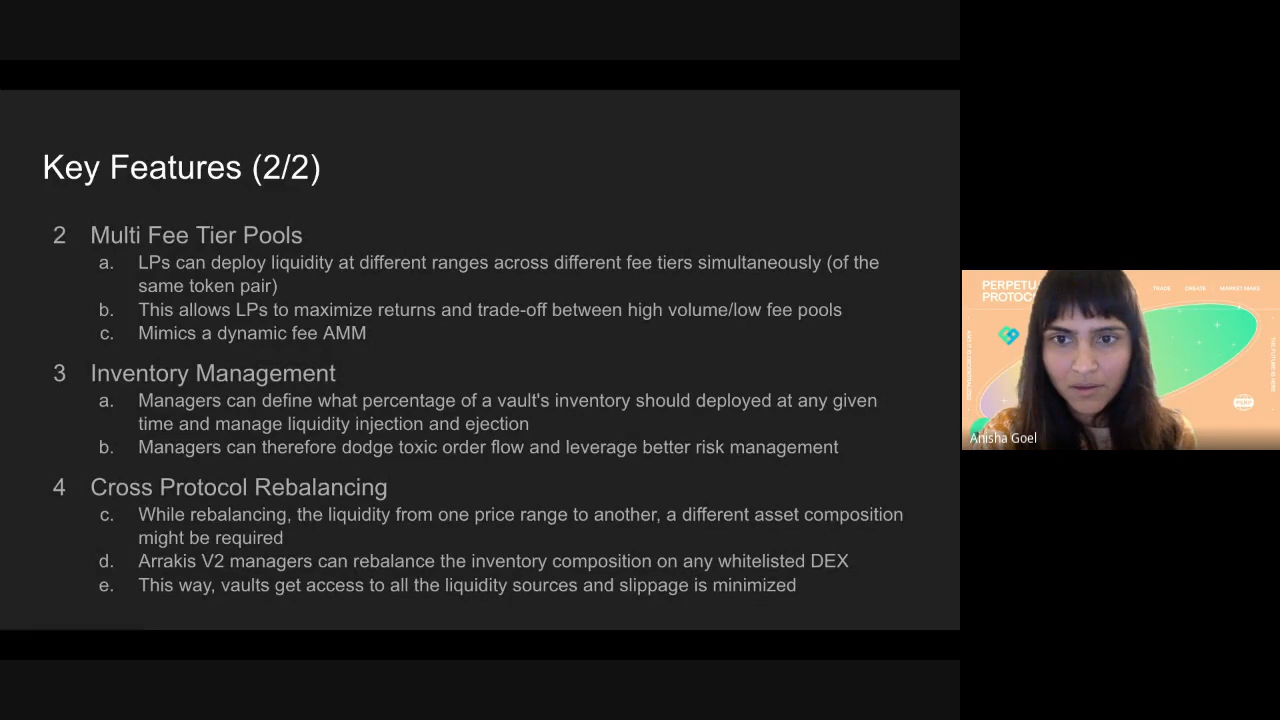 Key Features (2/2)
2 Multi Fee Tier Pools
a. LPs can deploy liquidity at different ranges across different fee tiers simultaneously (of the
same token pair)
b. This allows LPs to maximize returns and trade-off between high volume/low fee pools
c. Mimics a dynamic fee AMM
3 Inventory Management
a. Managers can define what percentage of a vault's inventory should deployed at any given
time and manage liquidity injection and ejection
b. Managers can therefore dodge toxic order flow and leverage better risk management
4 Cross Protocol Rebalancing
c. While rebalancing, the liquidity from one price range to another, a different asset composition
might be required
d. Arrakis V2 managers can rebalance the inventory composition on any whitelisted DEX
e. This way, vaults get access to all the liquidity sources and slippage is minimized
TRADE CREATE MARKET MAKE
Anisha Goel